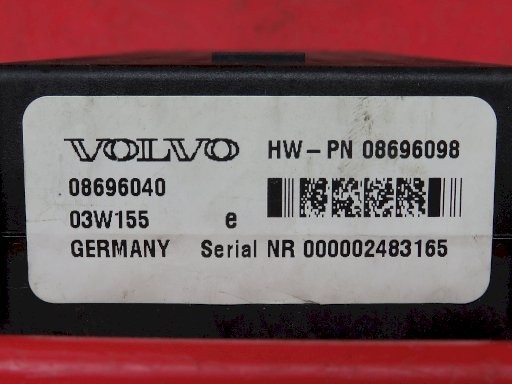 VOLVO HW-PN 08696098
08696040
03W155 e
GERMANY Serial NR 000002483165